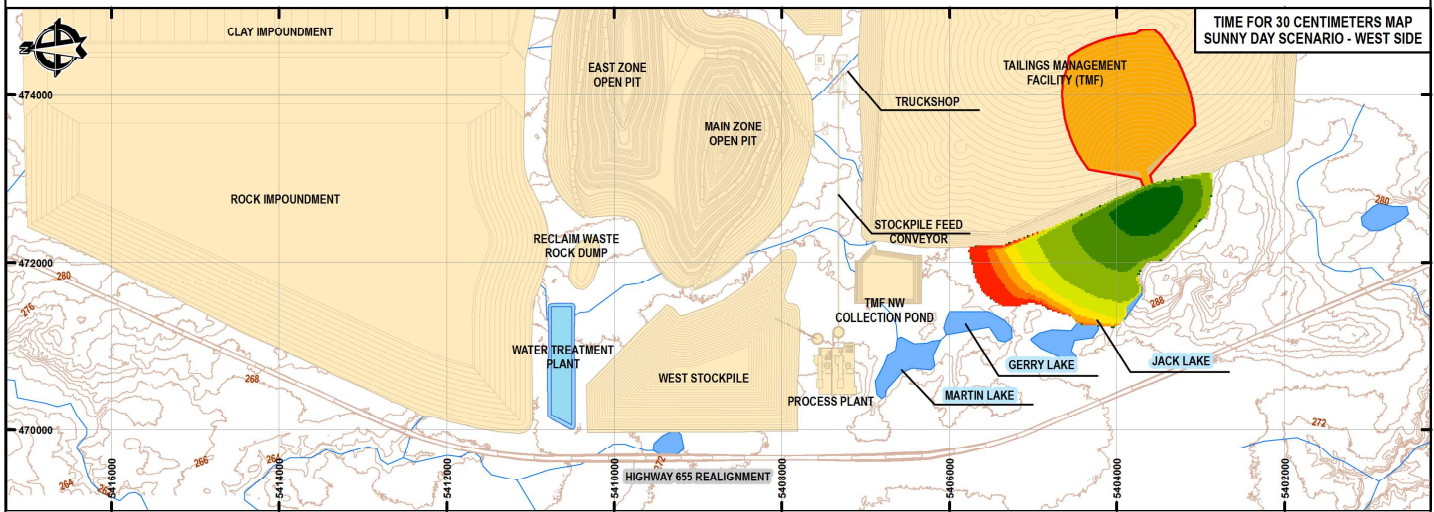 TIME FOR 30 CENTIMETERS MAP
SUNNY DAY SCENARIO - WEST SIDE
CLAY IMPOUNDMENT
N
EAST ZONE
OPEN PIT
TAILINGS MANAGEMENT
FACILITY (TMF)
474000
TRUCKSHOP
MAIN ZONE
OPEN PIT
ROCK IMPOUNDMENT
280
STOCKPILE FEED
CONVEYOR
RECLAIM WASTE
ROCK DUMP
472000
280
276
288
TMF NW
COLLECTION POND
WATER TREATMENT
PLANT
GERRY LAKE
JACK LAKE
WEST STOCKPILE
268
MARTIN LAKE
PROCESS PLANT
272
470000
266
264
272
264
HIGHWAY 655 REALIGNMENT
5416000
5414000
5412000
5410000
5408000
5406000
5404000
5402000